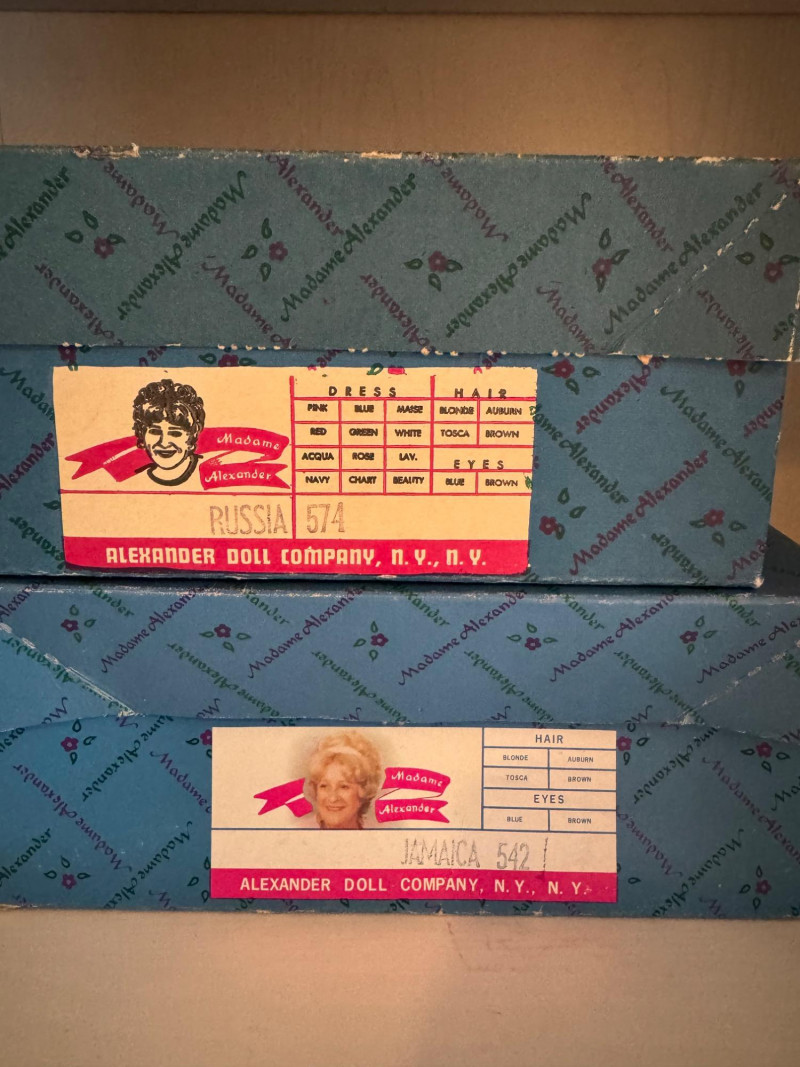 Madame Alexander
DRESS HAIR
PINK BLUE MAISE BLONDE AUBURN
RED GREEN WHITE TOSCA BROWN
ACQUA ROSE LAV. EYES
NAVY CHART BEAUTY BLUE BROWN
Madame
Alexander
RUSSIA 574
ALEXANDER DOLL COMPANY, N. Y., N. Y.
Madame Alexander
HAIR
BLONDE AUBURN
TOSCA BROWN
EYES
BLUE BROWN
Madame
Alexander
JAMAICA 542
ALEXANDER DOLL COMPANY, N. Y., N. Y.